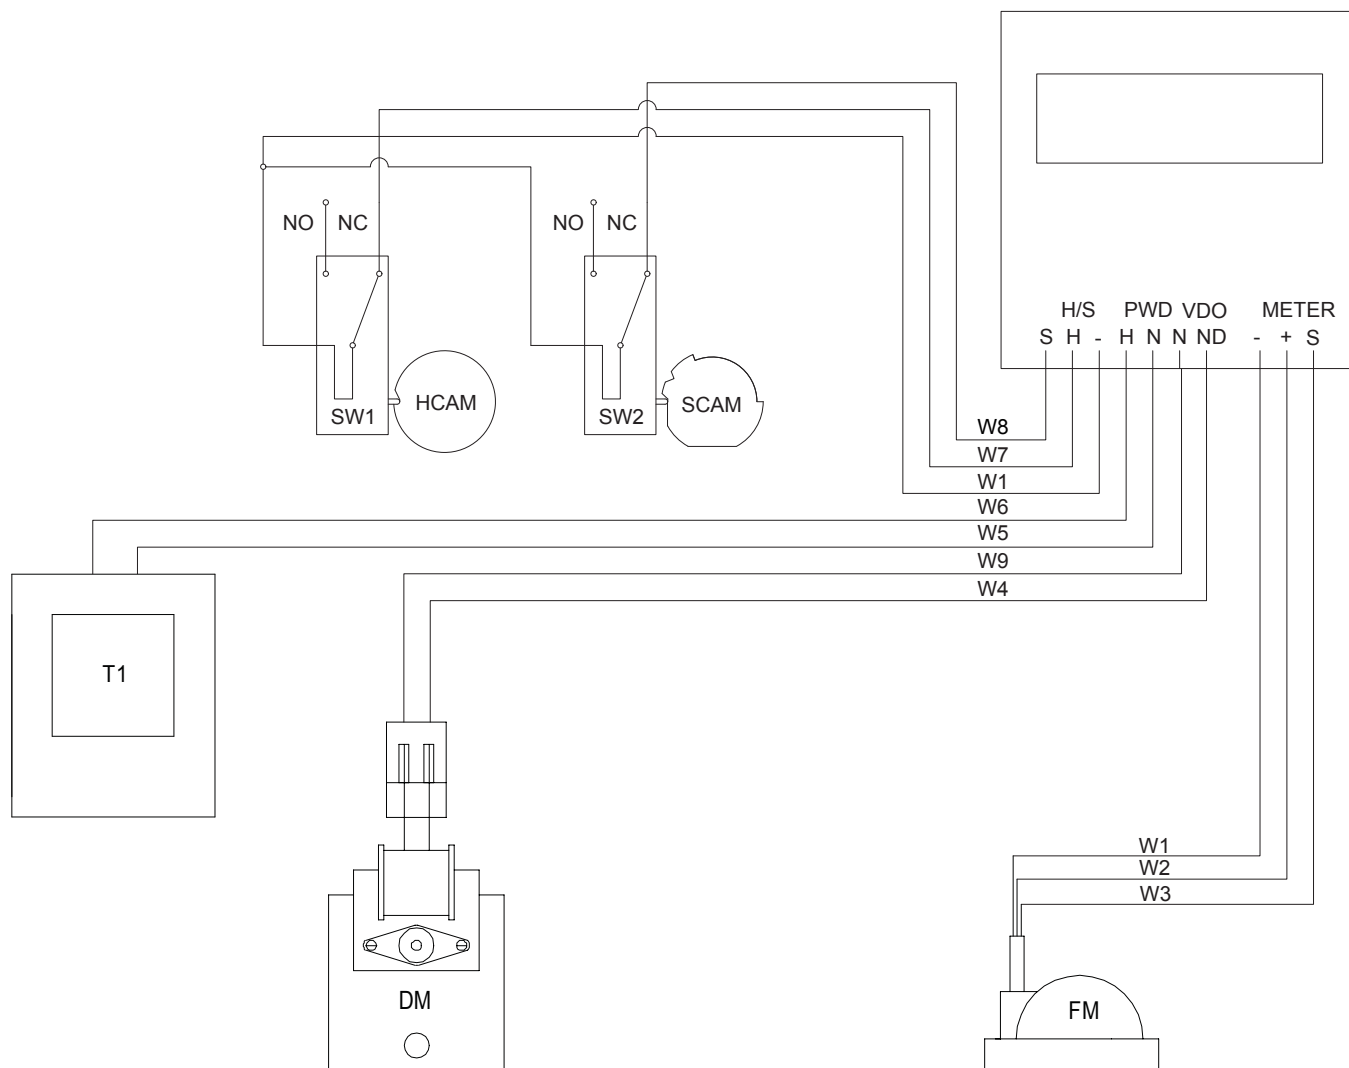 NO NC
NO NC
H/S PWD VDO METER
S H - H N N ND - + S
SW1
HCAM
SW2
SCAM
W8
W7
W1
W6
W5
W9
W4
T1
W1
W2
W3
DM
FM